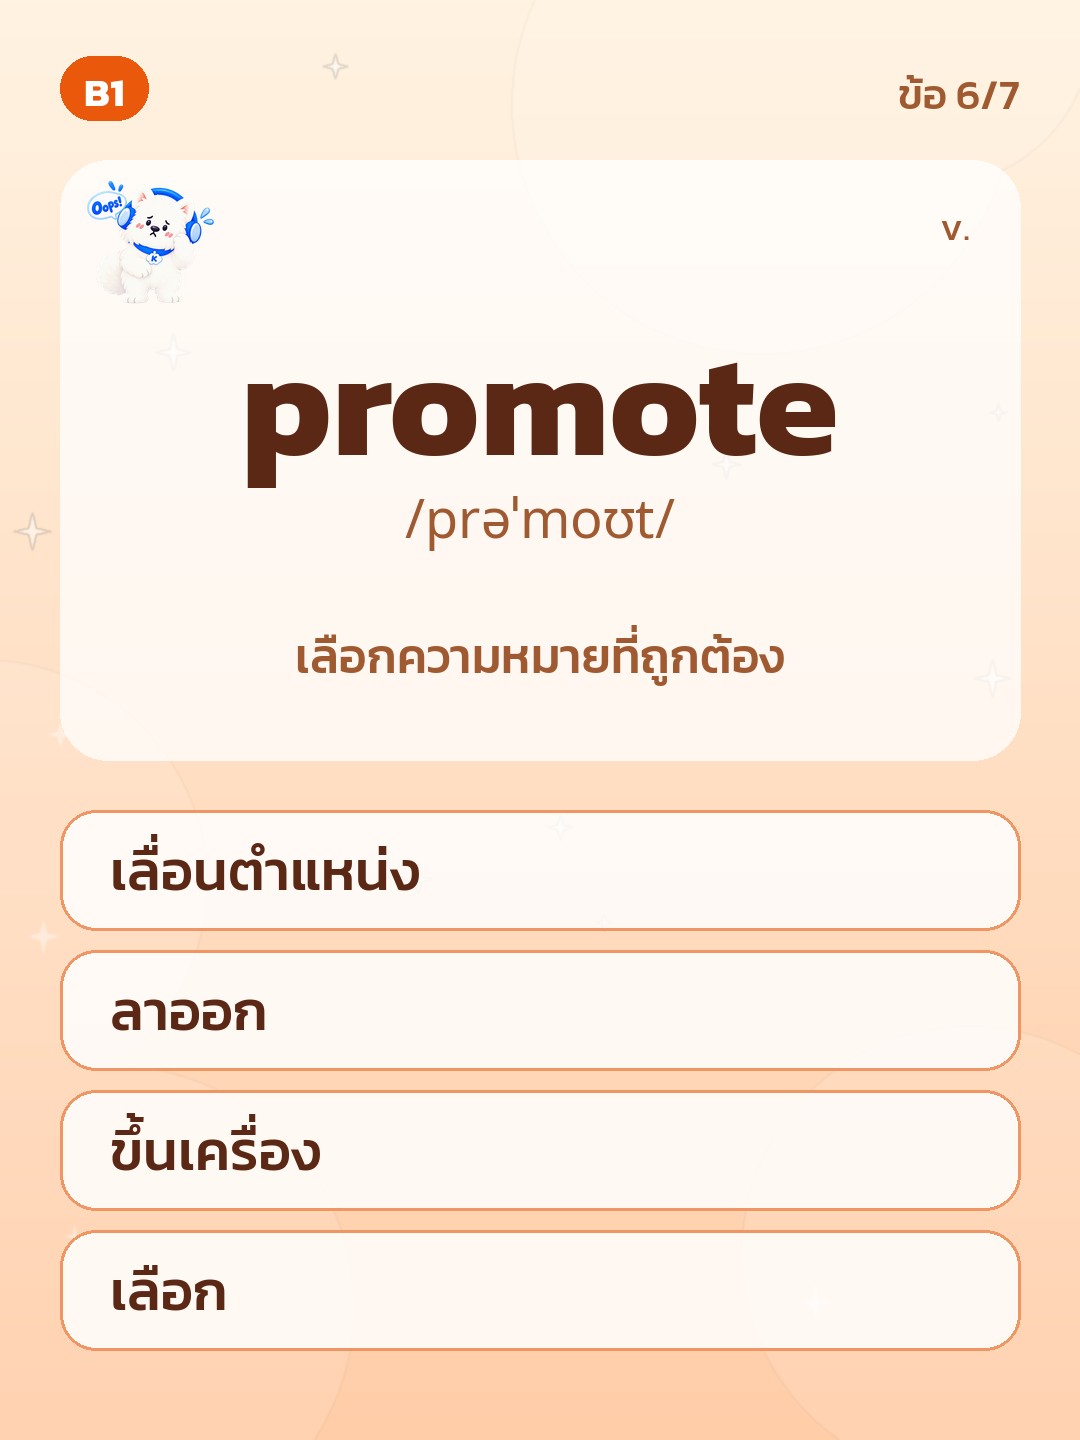 B1
ข้อ 6/7
Oops!
v.
K
promote
/prəˈmoʊt/
เลือกความหมายที่ถูกต้อง
เลื่อนตำแหน่ง
ลาออก
ขึ้นเครื่อง
เลือก